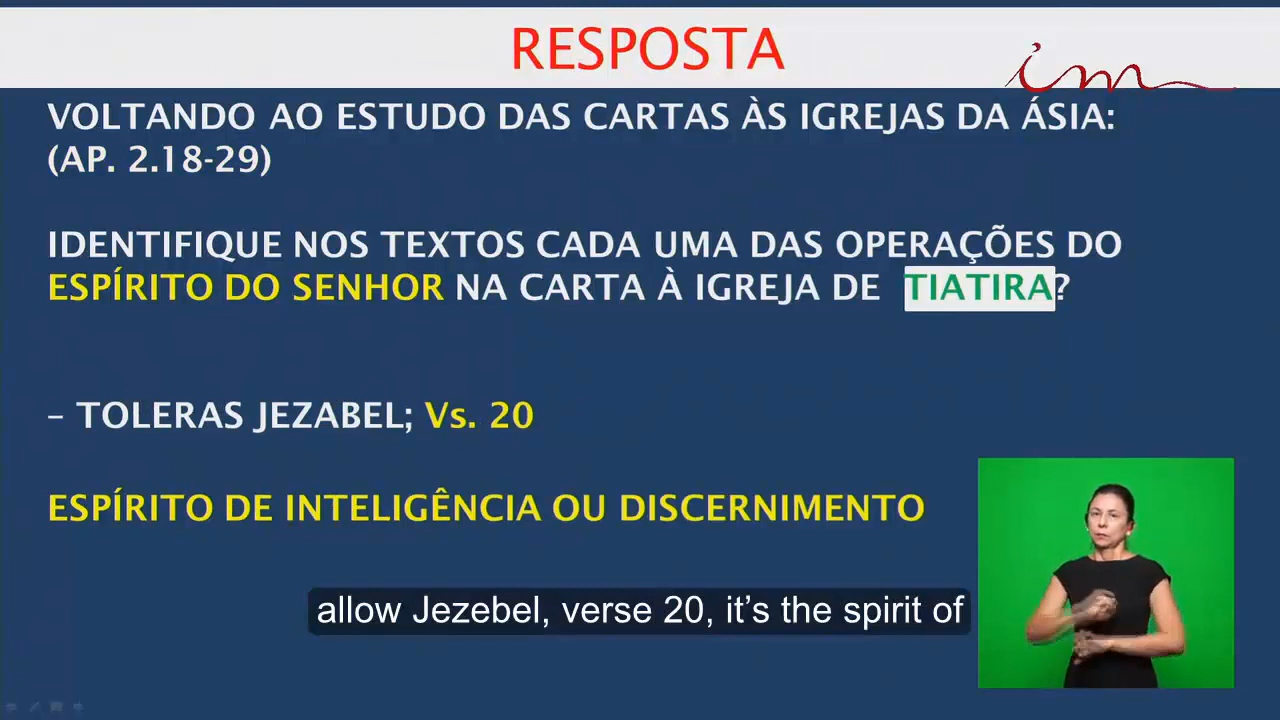 RESPOSTA
im
VOLTANDO AO ESTUDO DAS CARTAS ÀS IGREJAS DA ÁSIA:
(AP. 2.18-29)
IDENTIFIQUE NOS TEXTOS CADA UMA DAS OPERAÇÕES DO
ESPÍRITO DO SENHOR NA CARTA À IGREJA DE TIATIRA?
– TOLERAS JEZABEL; Vs. 20
ESPÍRITO DE INTELIGÊNCIA OU DISCERNIMENTO
allow Jezebel, verse 20, it’s the spirit of